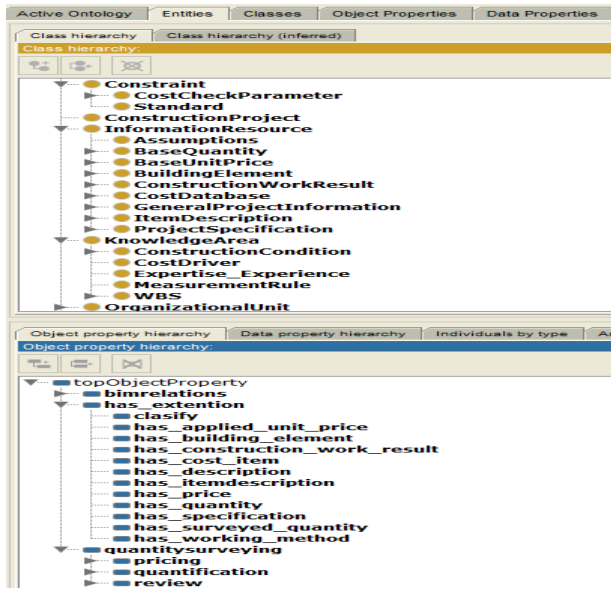 Active Ontology Entities Classes Object Properties Data Properties
Class hierarchy Class hierarchy (inferred)
Class hierarchy:
Constraint
CostCheckParameter
Standard
ConstructionProject
InformationResource
Assumptions
BaseQuantity
BaseUnitPrice
BuildingElement
ConstructionWorkResult
CostDatabase
GeneralProjectInformation
ItemDescription
ProjectSpecification
KnowledgeArea
ConstructionCondition
CostDriver
Expertise_Experience
MeasurementRule
WBS
OrganizationalUnit
Object property hierarchy Data property hierarchy Individuals by type
Object property hierarchy:
topObjectProperty
bimrelations
has_extention
clasify
has_applied_unit_price
has_building_element
has_construction_work_result
has_cost_item
has_description
has_itemdescription
has_price
has_quantity
has_specification
has_surveyed_quantity
has_working_method
quantitysurveying
pricing
quantification
review